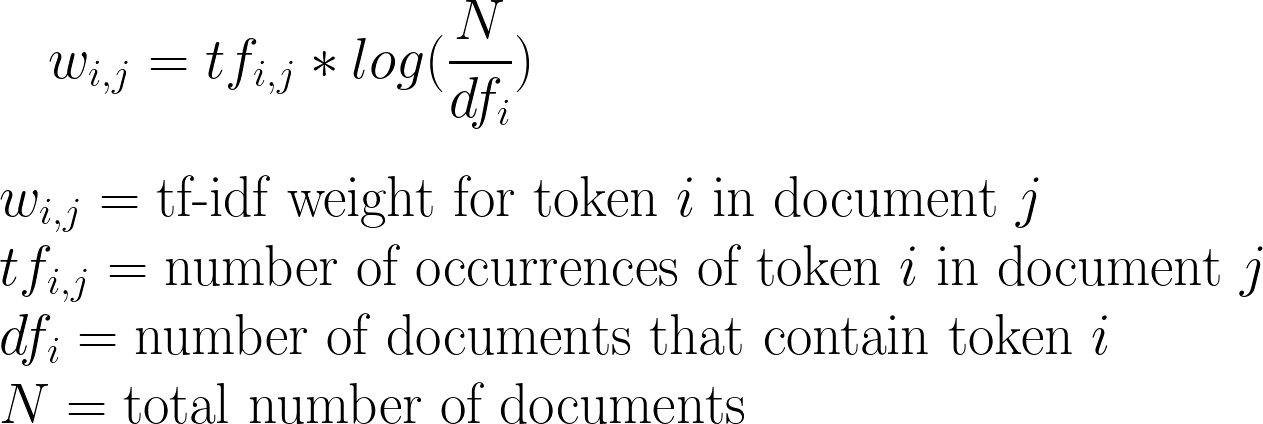 w_{i,j} = tf_{i,j} * log(\frac{N}{df_i})
w_{i,j} = tf-idf weight for token i in document j
tf_{i,j} = number of occurrences of token i in document j
df_i = number of documents that contain token i
N = total number of documents